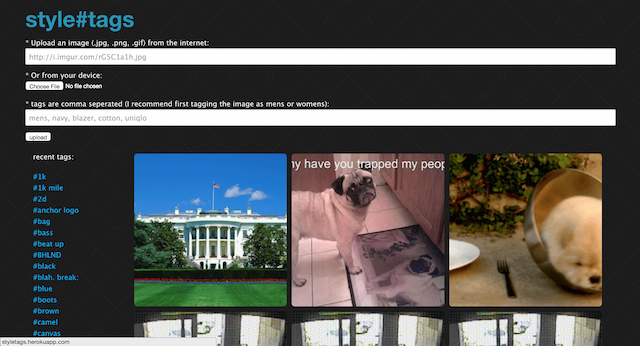 style#tags
* Upload an image (.jpg, .png, .gif) from the internet:
http://i.imgur.com/rGSC1a1h.jpg
* Or from your device:
Choose File No file chosen
* tags are comma seperated (I recommend first tagging the image as mens or womens):
mens, navy, blazer, cotton, uniqlo
upload
recent tags:
#1k
#1k mile
#2d
#anchor logo
#bag
#bass
#beat up
#BHLND
#black
#blah. break:
#blue
#boots
#brown
#camel
#canvas
hy have you trapped my peop
styletags.herokuapp.com